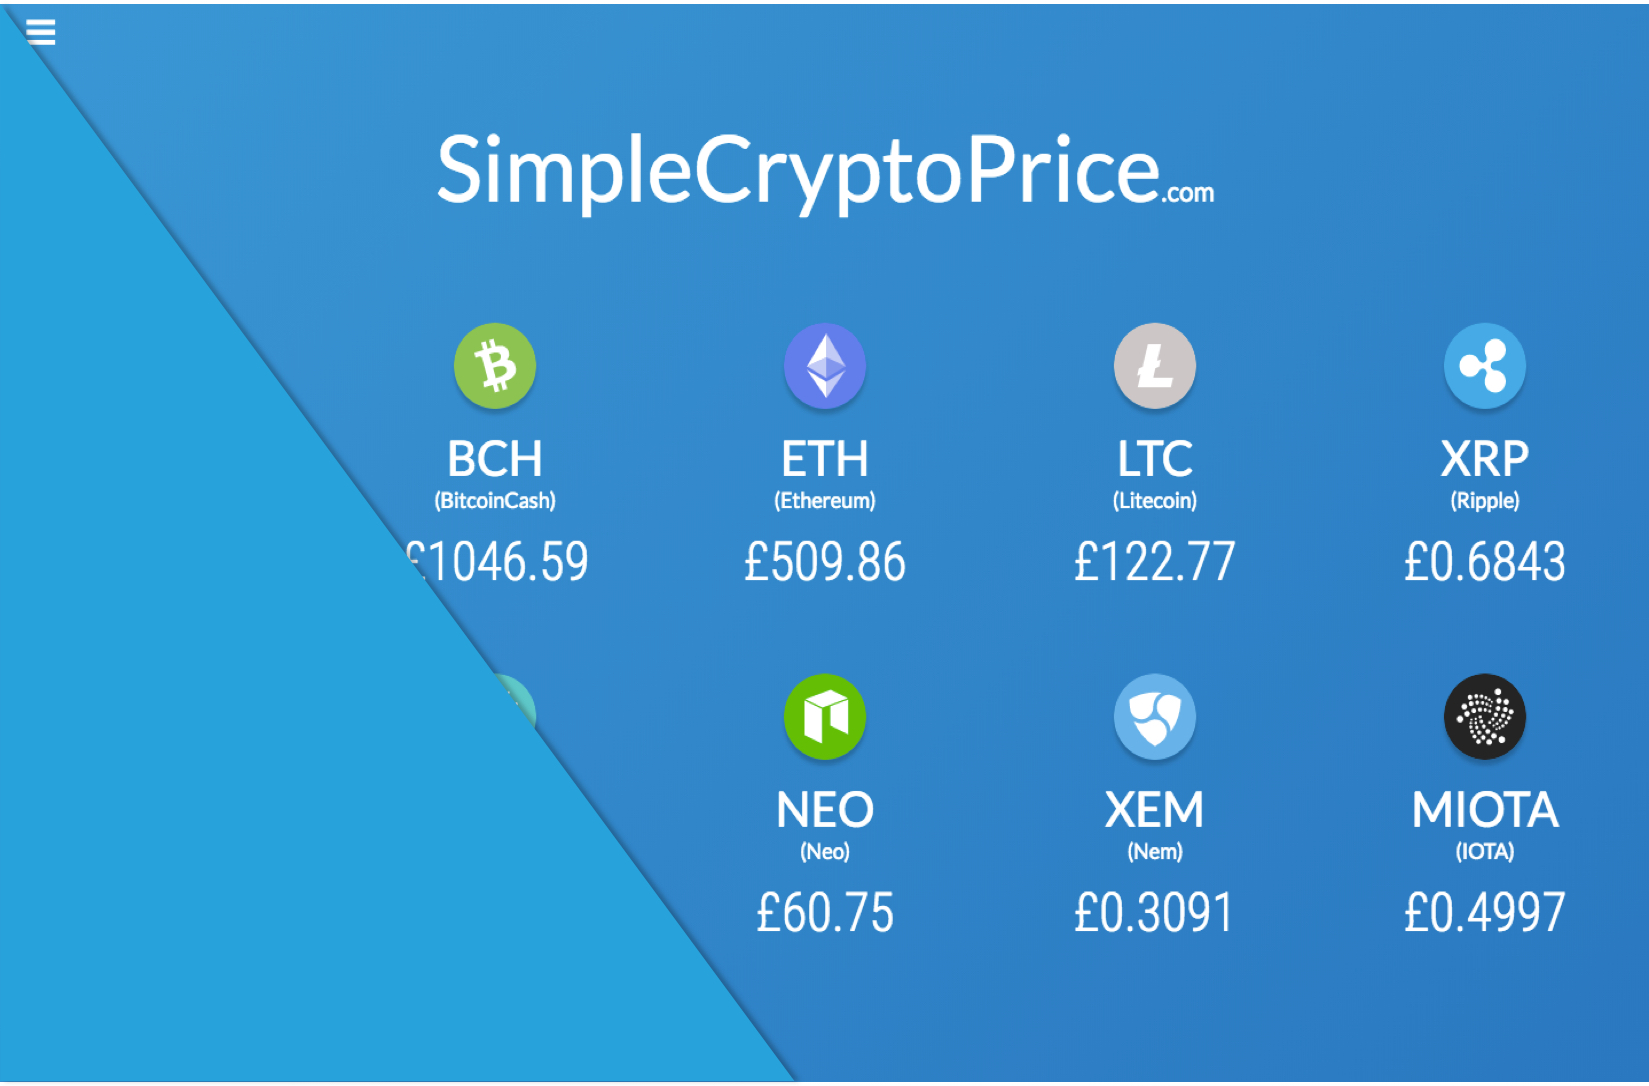 SimpleCryptoPrice.com
BCH
(BitcoinCash)
£1046.59
ETH
(Ethereum)
£509.86
LTC
(Litecoin)
£122.77
XRP
(Ripple)
£0.6843
NEO
(Neo)
£60.75
XEM
(Nem)
£0.3091
MIOTA
(IOTA)
£0.4997